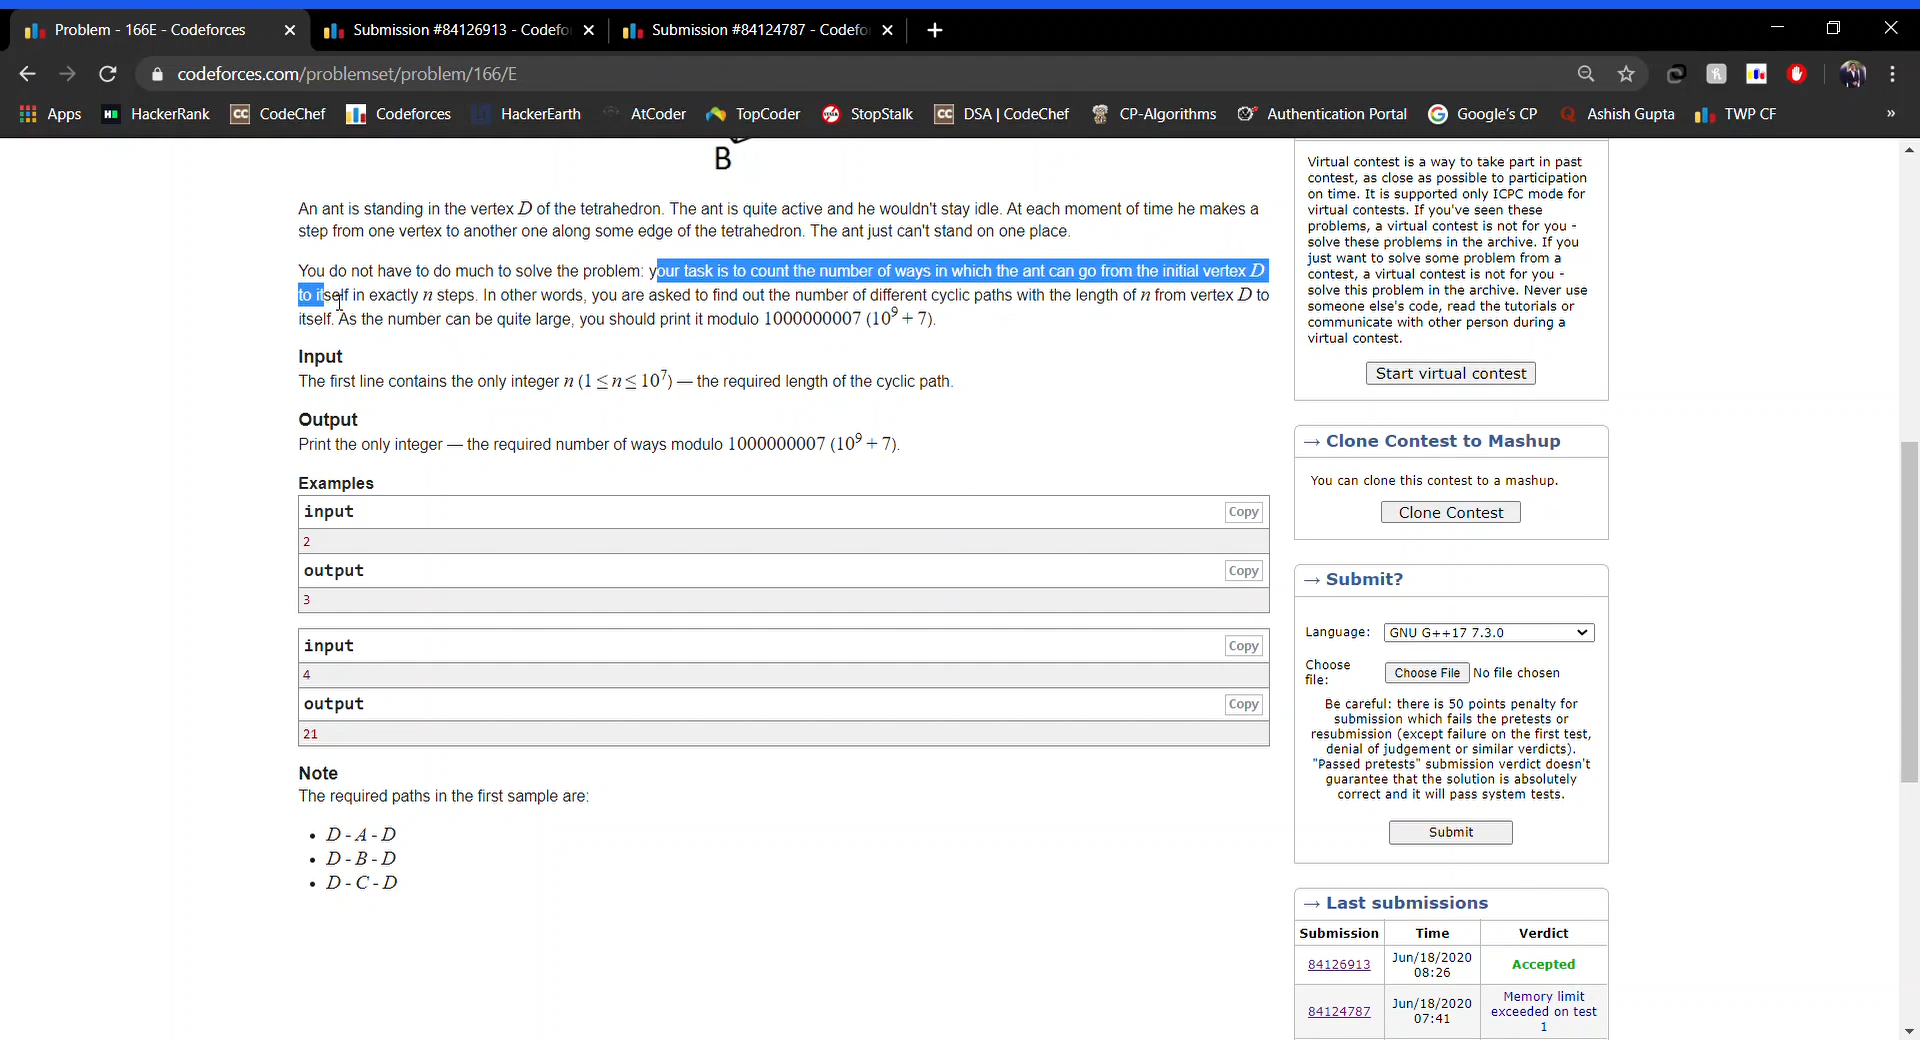 Problem - 166E - Codeforces
Submission #84126913 - Codefo
Submission #84124787 - Codefo
codeforces.com/problemset/problem/166/E
Apps
HackerRank
CodeChef
Codeforces
HackerEarth
AtCoder
TopCoder
StopStalk
DSA | CodeChef
CP-Algorithms
Authentication Portal
Google's CP
Ashish Gupta
TWP CF
»
B
An ant is standing in the vertex D of the tetrahedron. The ant is quite active and he wouldn't stay idle. At each moment of time he makes a
step from one vertex to another one along some edge of the tetrahedron. The ant just can't stand on one place.
You do not have to do much to solve the problem: your task is to count the number of ways in which the ant can go from the initial vertex D
to itself in exactly n steps. In other words, you are asked to find out the number of different cyclic paths with the length of n from vertex D to
itself. As the number can be quite large, you should print it modulo 1000000007 (10⁹ + 7).
Input
The first line contains the only integer n (1 ≤ n ≤ 10⁷) — the required length of the cyclic path.
Output
Print the only integer — the required number of ways modulo 1000000007 (10⁹ + 7).
Examples
input
Copy
2
output
Copy
3
input
Copy
4
output
Copy
21
Note
The required paths in the first sample are:
• D - A - D
• D - B - D
• D - C - D
Virtual contest is a way to take part in past
contest, as close as possible to participation
on time. It is supported only ICPC mode for
virtual contests. If you've seen these
problems, a virtual contest is not for you -
solve these problems in the archive. If you
just want to solve some problem from a
contest, a virtual contest is not for you -
solve this problem in the archive. Never use
someone else's code, read the tutorials or
communicate with other person during a
virtual contest.
Start virtual contest
→ Clone Contest to Mashup
You can clone this contest to a mashup.
Clone Contest
→ Submit?
Language: GNU G++17 7.3.0
Choose
file:
Choose File No file chosen
Be careful: there is 50 points penalty for
submission which fails the pretests or
resubmission (except failure on the first test,
denial of judgement or similar verdicts).
"Passed pretests" submission verdict doesn't
guarantee that the solution is absolutely
correct and it will pass system tests.
Submit
→ Last submissions
Submission Time Verdict
84126913
Jun/18/2020
08:26
Accepted
84124787
Jun/18/2020
07:41
Memory limit
exceeded on test
1